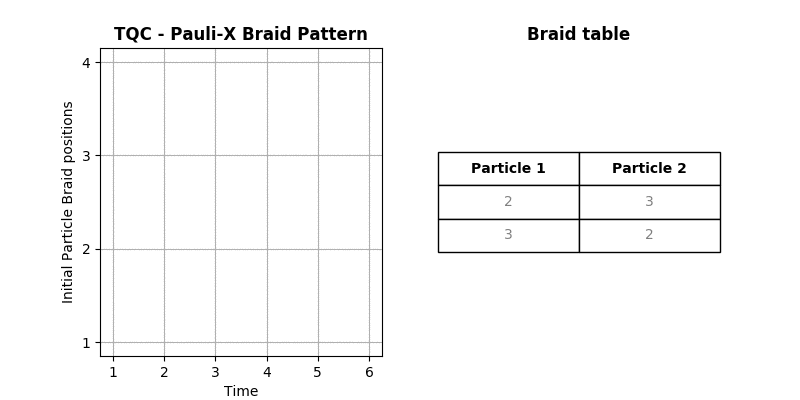 TQC - Pauli-X Braid Pattern
Initial Particle Braid positions
4
3
2
1
1 2 3 4 5 6
Time
Braid table
Particle 1 Particle 2
2 3
3 2